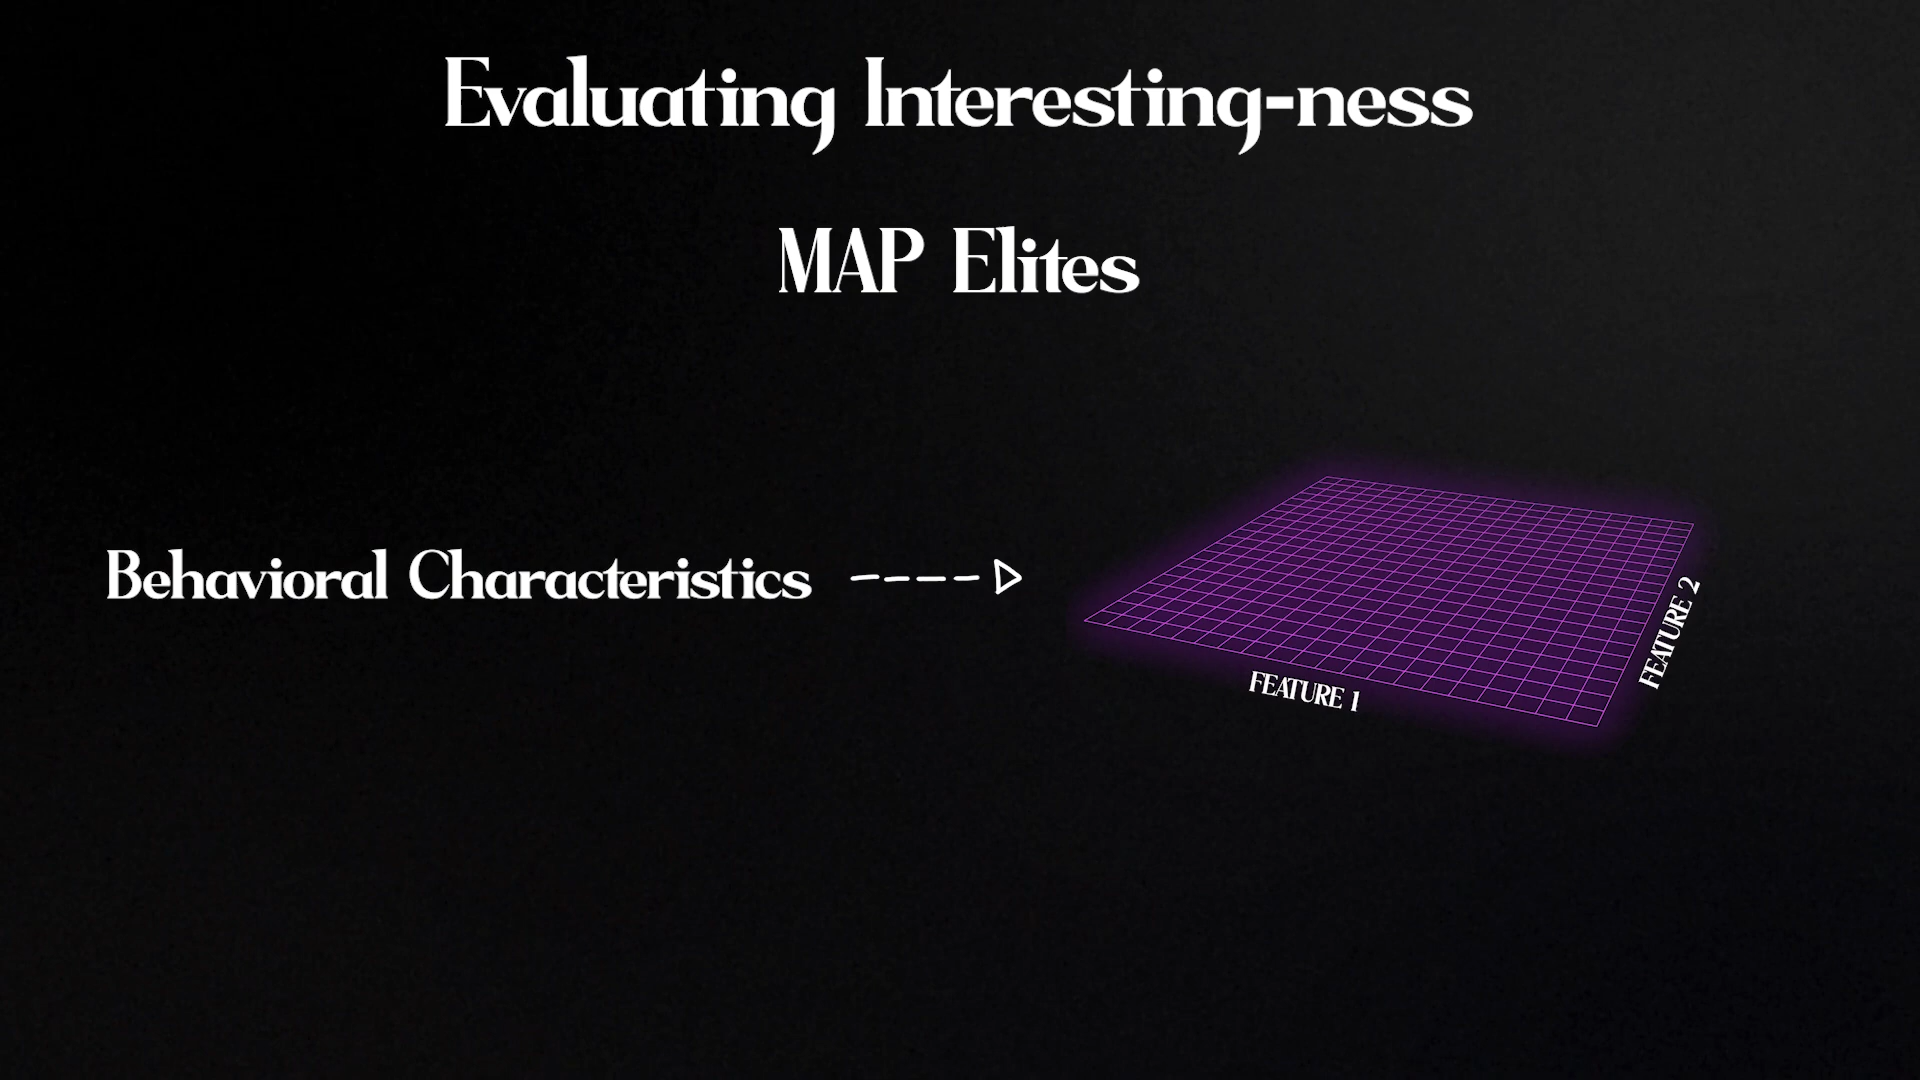 Evaluating Interesting-ness
MAP Elites
Behavioral Characteristics
FEATURE 1
FEATURE 2